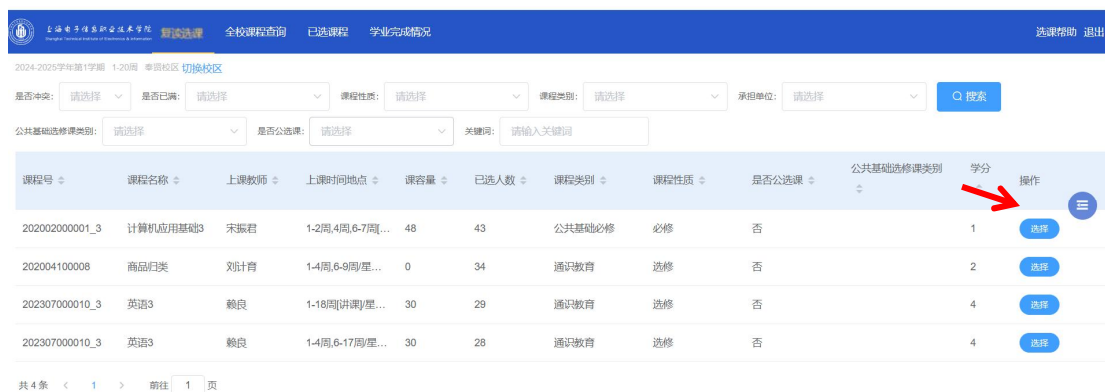 上海电子信息职业技术学院 复读选课 全校课程查询 已选课程 学业完成情况 选课帮助 退出
2024-2025学年第1学期 1-20周 奉贤校区 切换校区
是否冲突: 请选择 是否已满: 请选择 课程性质: 请选择 课程类别: 请选择 承担单位: 请选择 搜索
公共基础选修课类别: 请选择 是否公选课: 请选择 关键词: 请输入关键词
课程号 课程名称 上课教师 上课时间地点 课容量 已选人数 课程类别 课程性质 是否公选课 公共基础选修课类别 学分 操作
202002000001_3 计算机应用基础3 宋振君 1-2周,4周,6-7周[... 48 43 公共基础必修 必修 否 1 选择
202004100008 商品归类 刘计育 1-4周,6-9周/星... 0 34 通识教育 选修 否 2 选择
202307000010_3 英语3 赖良 1-18周[讲课]/星... 30 29 通识教育 选修 否 4 选择
202307000010_3 英语3 赖良 1-4周,6-17周/星... 30 28 通识教育 选修 否 4 选择
共 4 条 < 1 > 前往 1 页